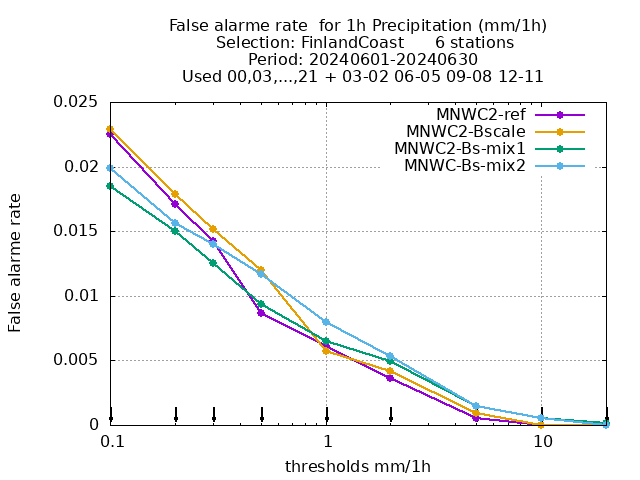 False alarme rate  for 1h Precipitation (mm/1h)
Selection: FinlandCoast      6 stations
Period: 20240601-20240630
Used 00,03,...,21 + 03-02 06-05 09-08 12-11
MNWC2-ref
MNWC2-Bscale
MNWC2-Bs-mix1
MNWC-Bs-mix2
False alarme rate
0.025
0.02
0.015
0.01
0.005
0
0.1 1 10
thresholds mm/1h